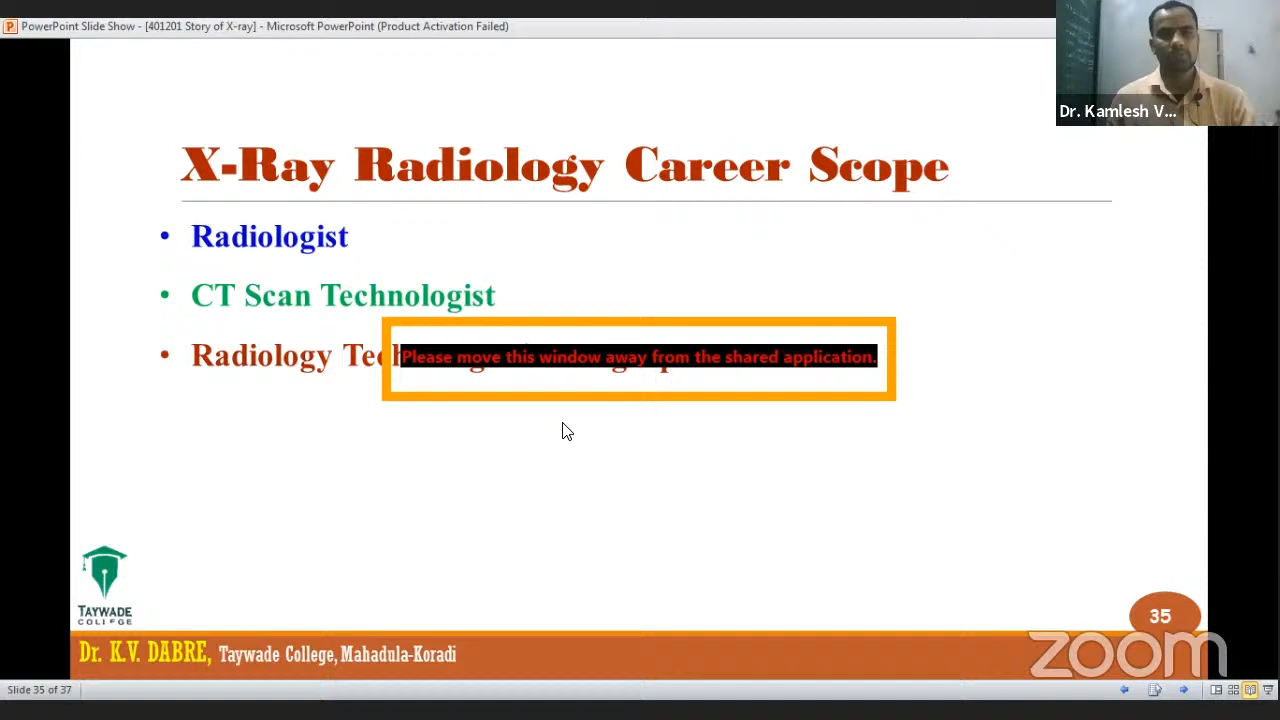 PowerPoint Slide Show - [401201 Story of X-ray] - Microsoft PowerPoint (Product Activation Failed)
Dr. Kamlesh V...
X-Ray Radiology Career Scope
• Radiologist
• CT Scan Technologist
• Radiology
Please move this window away from the shared application.
TAYWADE
COLLEGE
35
Dr. K.V. DABRE, Taywade College, Mahadula-Koradi
zoom
Slide 35 of 37